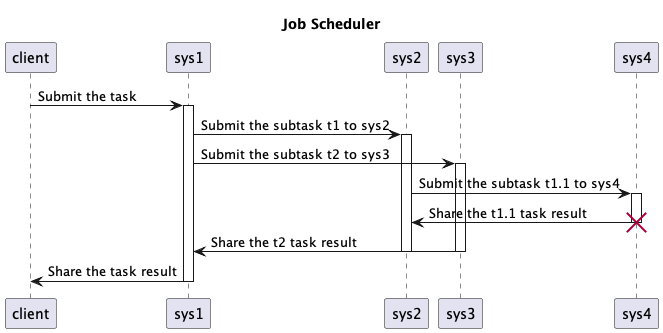 Job Scheduler
client
sys1
sys2
sys3
sys4
Submit the task
Submit the subtask t1 to sys2
Submit the subtask t2 to sys3
Submit the subtask t1.1 to sys4
Share the t1.1 task result
Share the t2 task result
Share the task result
client
sys1
sys2
sys3
sys4